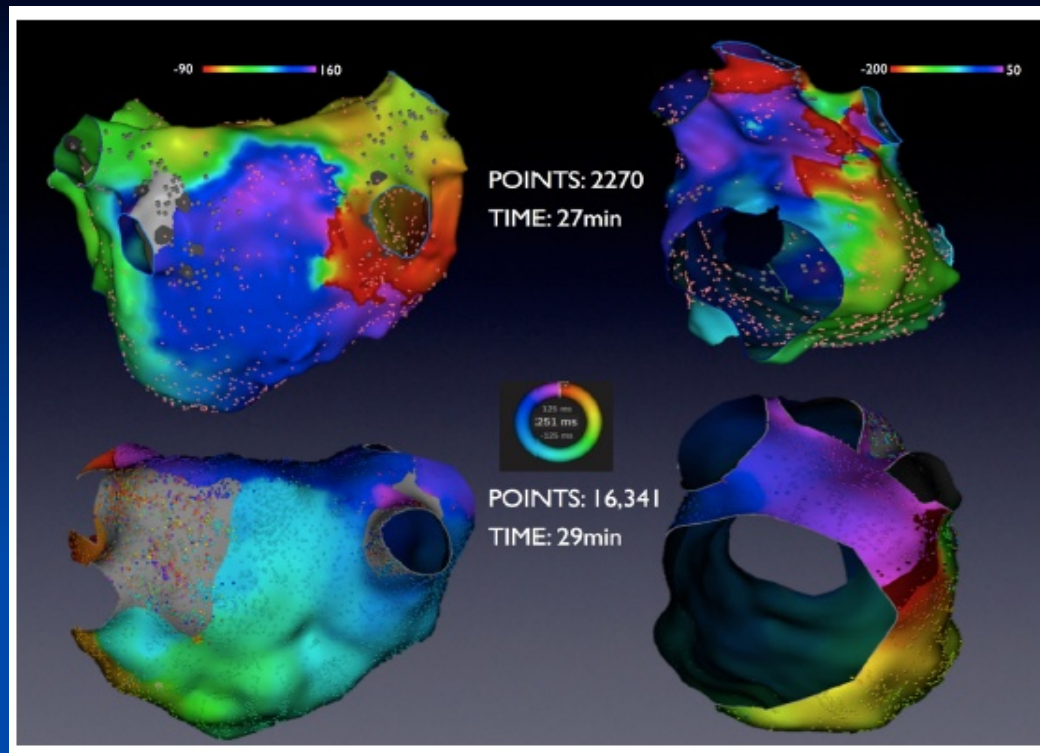 -90 160
-200 50
POINTS: 2270
TIME: 27min
125 ms
251 ms
-125 ms
POINTS: 16,341
TIME: 29min